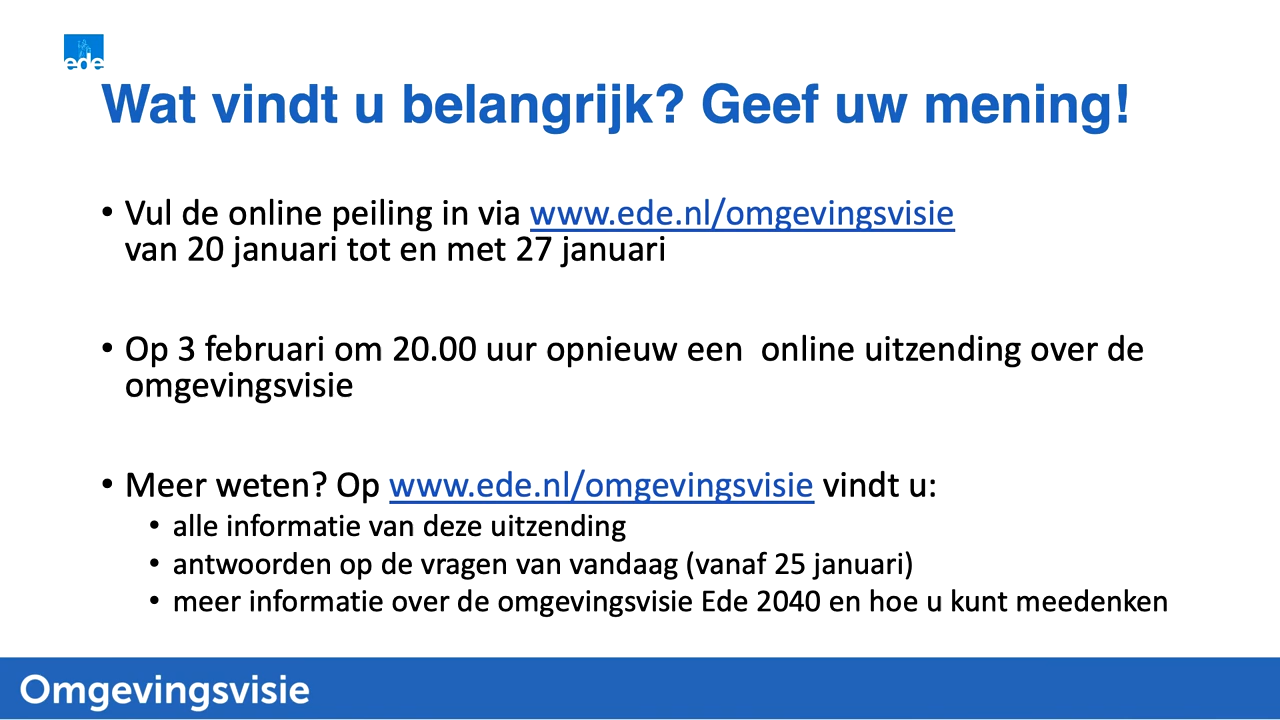 ede
Wat vindt u belangrijk? Geef uw mening!
• Vul de online peiling in via www.ede.nl/omgevingsvisie
van 20 januari tot en met 27 januari
• Op 3 februari om 20.00 uur opnieuw een  online uitzending over de
omgevingsvisie
• Meer weten? Op www.ede.nl/omgevingsvisie vindt u:
• alle informatie van deze uitzending
• antwoorden op de vragen van vandaag (vanaf 25 januari)
• meer informatie over de omgevingsvisie Ede 2040 en hoe u kunt meedenken
Omgevingsvisie